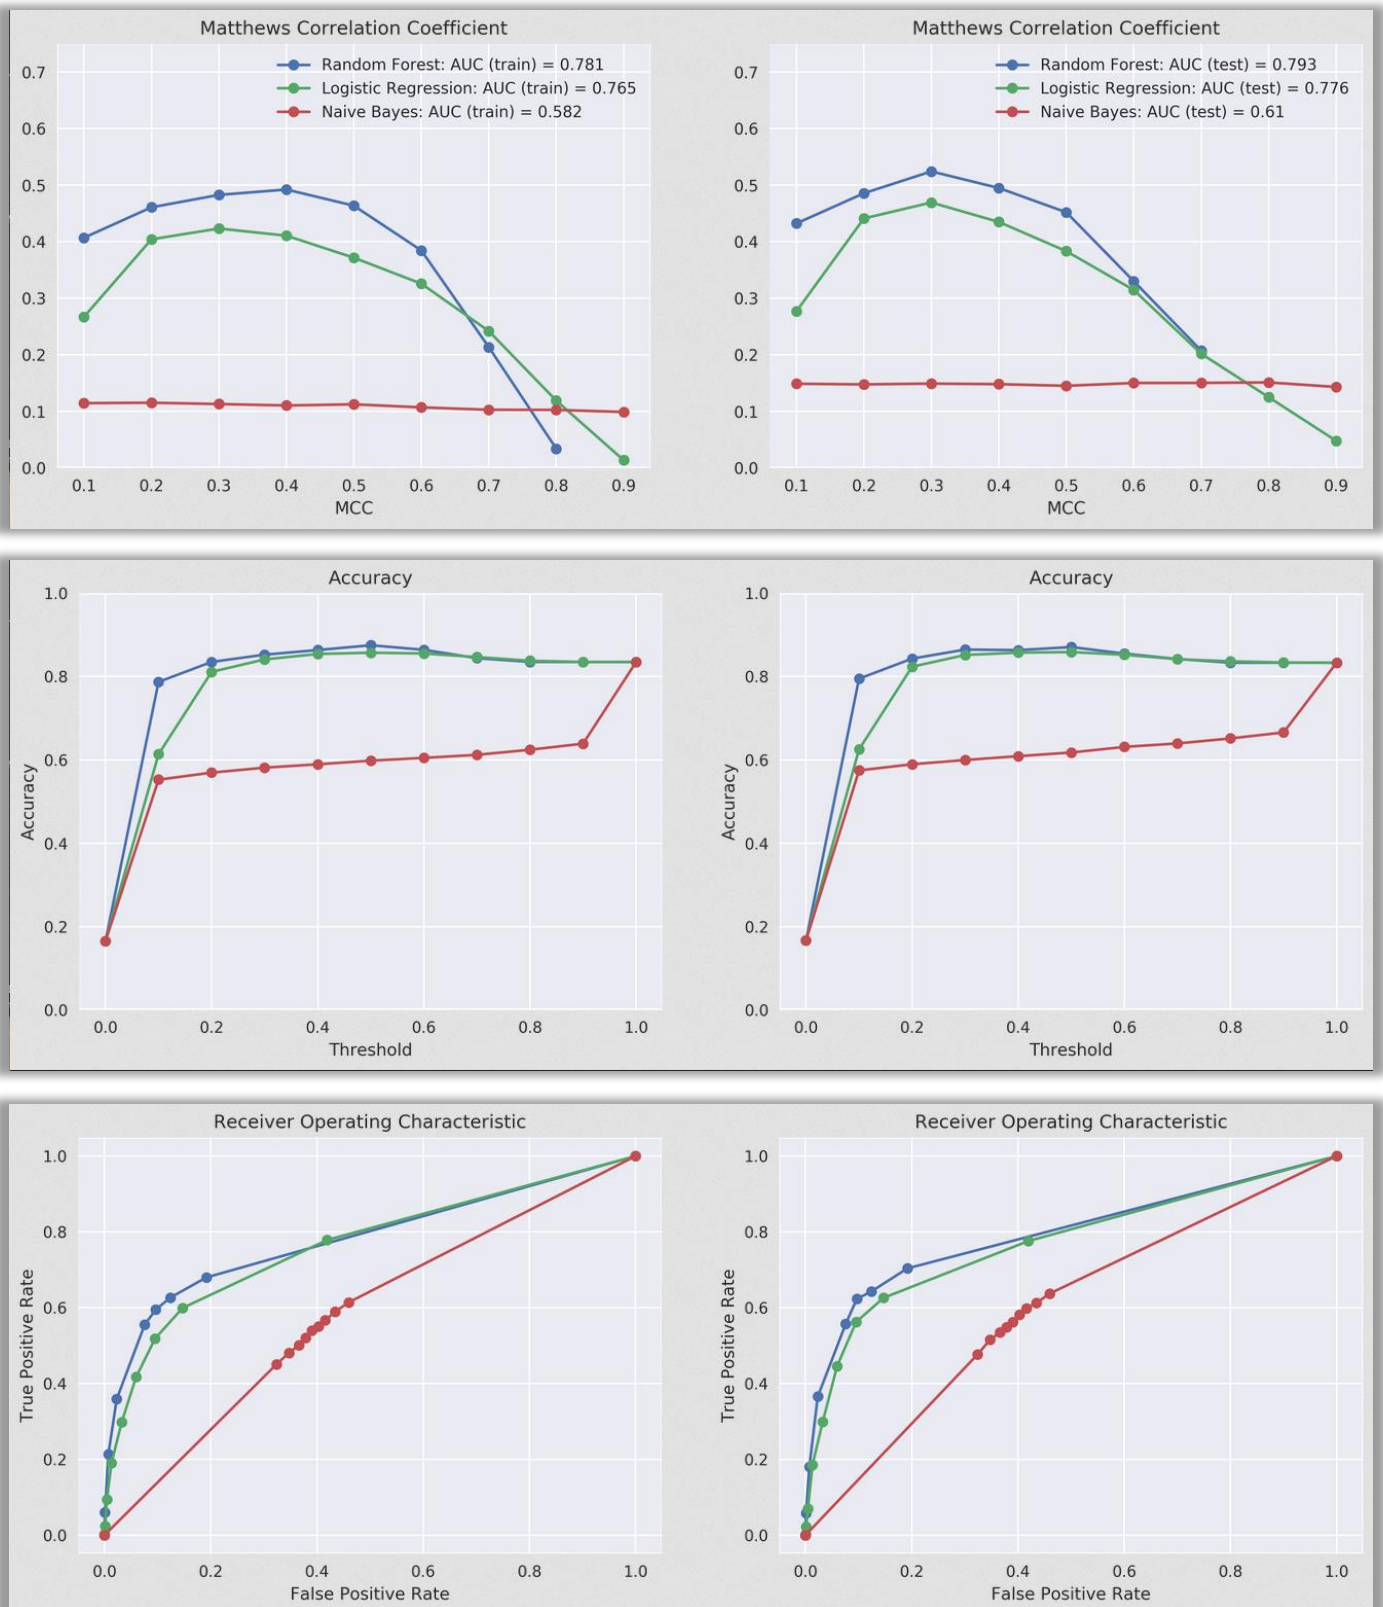 Matthews Correlation Coefficient
Random Forest: AUC (train) = 0.781
Logistic Regression: AUC (train) = 0.765
Naive Bayes: AUC (train) = 0.582
0.7
0.6
0.5
0.4
0.3
0.2
0.1
0.0
0.1 0.2 0.3 0.4 0.5 0.6 0.7 0.8 0.9
MCC
Matthews Correlation Coefficient
Random Forest: AUC (test) = 0.793
Logistic Regression: AUC (test) = 0.776
Naive Bayes: AUC (test) = 0.61
0.7
0.6
0.5
0.4
0.3
0.2
0.1
0.0
0.1 0.2 0.3 0.4 0.5 0.6 0.7 0.8 0.9
MCC
Accuracy
1.0
0.8
0.6
0.4
0.2
0.0
Accuracy
0.0 0.2 0.4 0.6 0.8 1.0
Threshold
Accuracy
1.0
0.8
0.6
0.4
0.2
0.0
Accuracy
0.0 0.2 0.4 0.6 0.8 1.0
Threshold
Receiver Operating Characteristic
1.0
0.8
0.6
0.4
0.2
0.0
True Positive Rate
0.0 0.2 0.4 0.6 0.8 1.0
False Positive Rate
Receiver Operating Characteristic
1.0
0.8
0.6
0.4
0.2
0.0
True Positive Rate
0.0 0.2 0.4 0.6 0.8 1.0
False Positive Rate